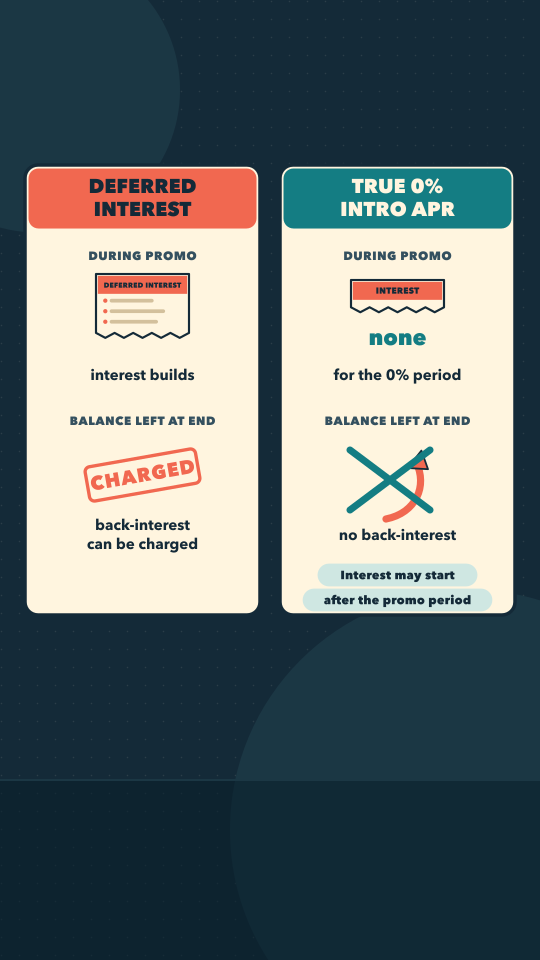 DEFERRED
INTEREST
DURING PROMO
DEFERRED INTEREST
interest builds
BALANCE LEFT AT END
CHARGED
back-interest
can be charged
TRUE 0%
INTRO APR
DURING PROMO
INTEREST
none
for the 0% period
BALANCE LEFT AT END
no back-interest
Interest may start
after the promo period